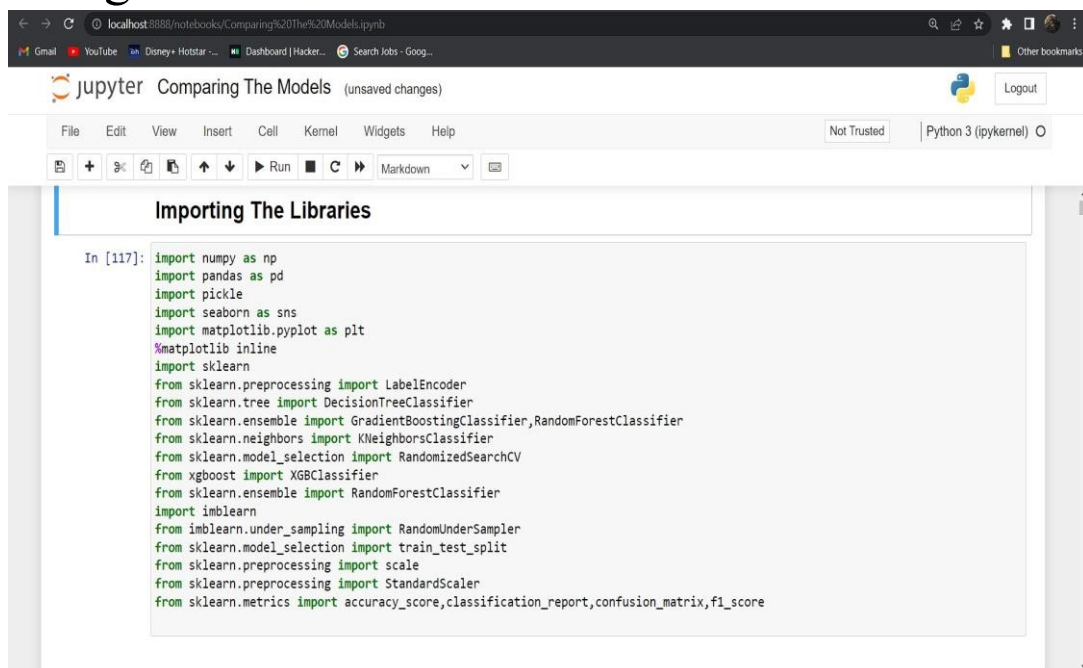 localhost:8888/notebooks/Comparing%20The%20Models.ipynb
Gmail YouTube Disney+ Hotstar -... Dashboard | Hacker... Search Jobs - Goog... Other bookmarks
jupyter Comparing The Models (unsaved changes) Logout
File Edit View Insert Cell Kernel Widgets Help Not Trusted Python 3 (ipykernel)
Run Markdown
Importing The Libraries
In [117]: import numpy as np
import pandas as pd
import pickle
import seaborn as sns
import matplotlib.pyplot as plt
%matplotlib inline
import sklearn
from sklearn.preprocessing import LabelEncoder
from sklearn.tree import DecisionTreeClassifier
from sklearn.ensemble import GradientBoostingClassifier,RandomForestClassifier
from sklearn.neighbors import KNeighborsClassifier
from sklearn.model_selection import RandomizedSearchCV
from xgboost import XGBClassifier
from sklearn.ensemble import RandomForestClassifier
import imblearn
from imblearn.under_sampling import RandomUnderSampler
from sklearn.model_selection import train_test_split
from sklearn.preprocessing import scale
from sklearn.preprocessing import StandardScaler
from sklearn.metrics import accuracy_score,classification_report,confusion_matrix,f1_score